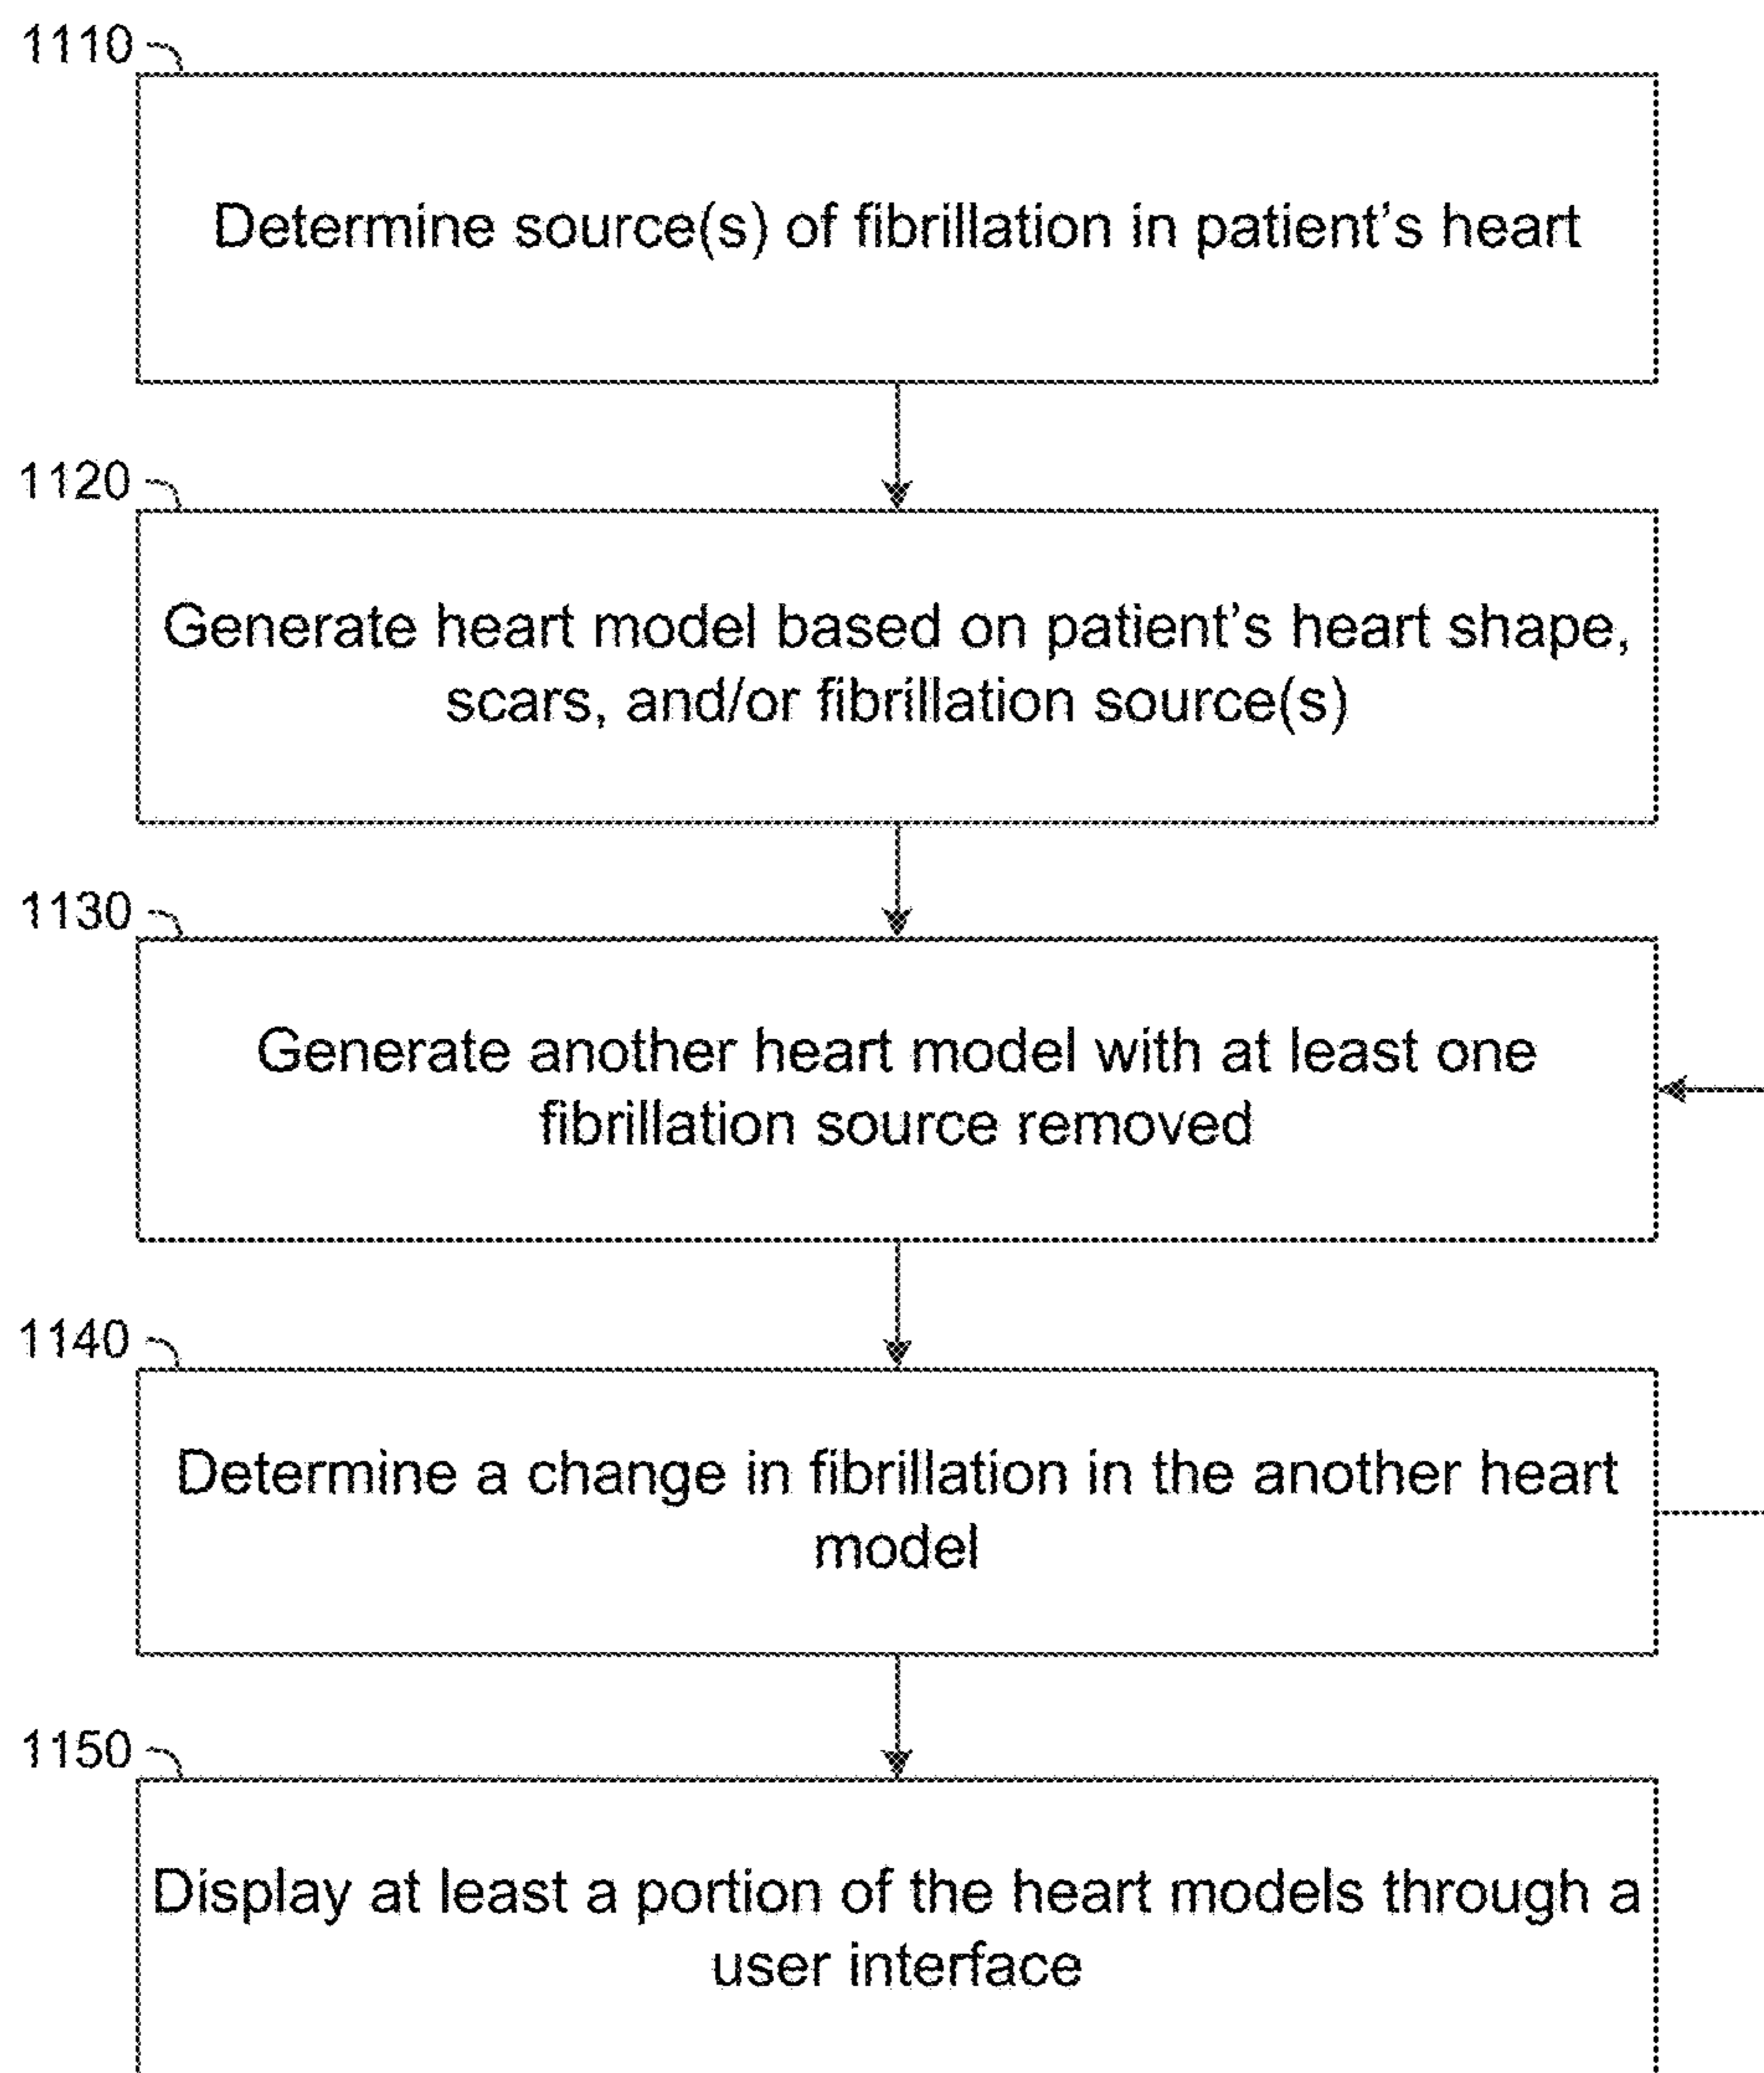 1110
Determine source(s) of fibrillation in patient's heart
1120
Generate heart model based on patient's heart shape,
scars, and/or fibrillation source(s)
1130
Generate another heart model with at least one
fibrillation source removed
1140
Determine a change in fibrillation in the another heart
model
1150
Display at least a portion of the heart models through a
user interface